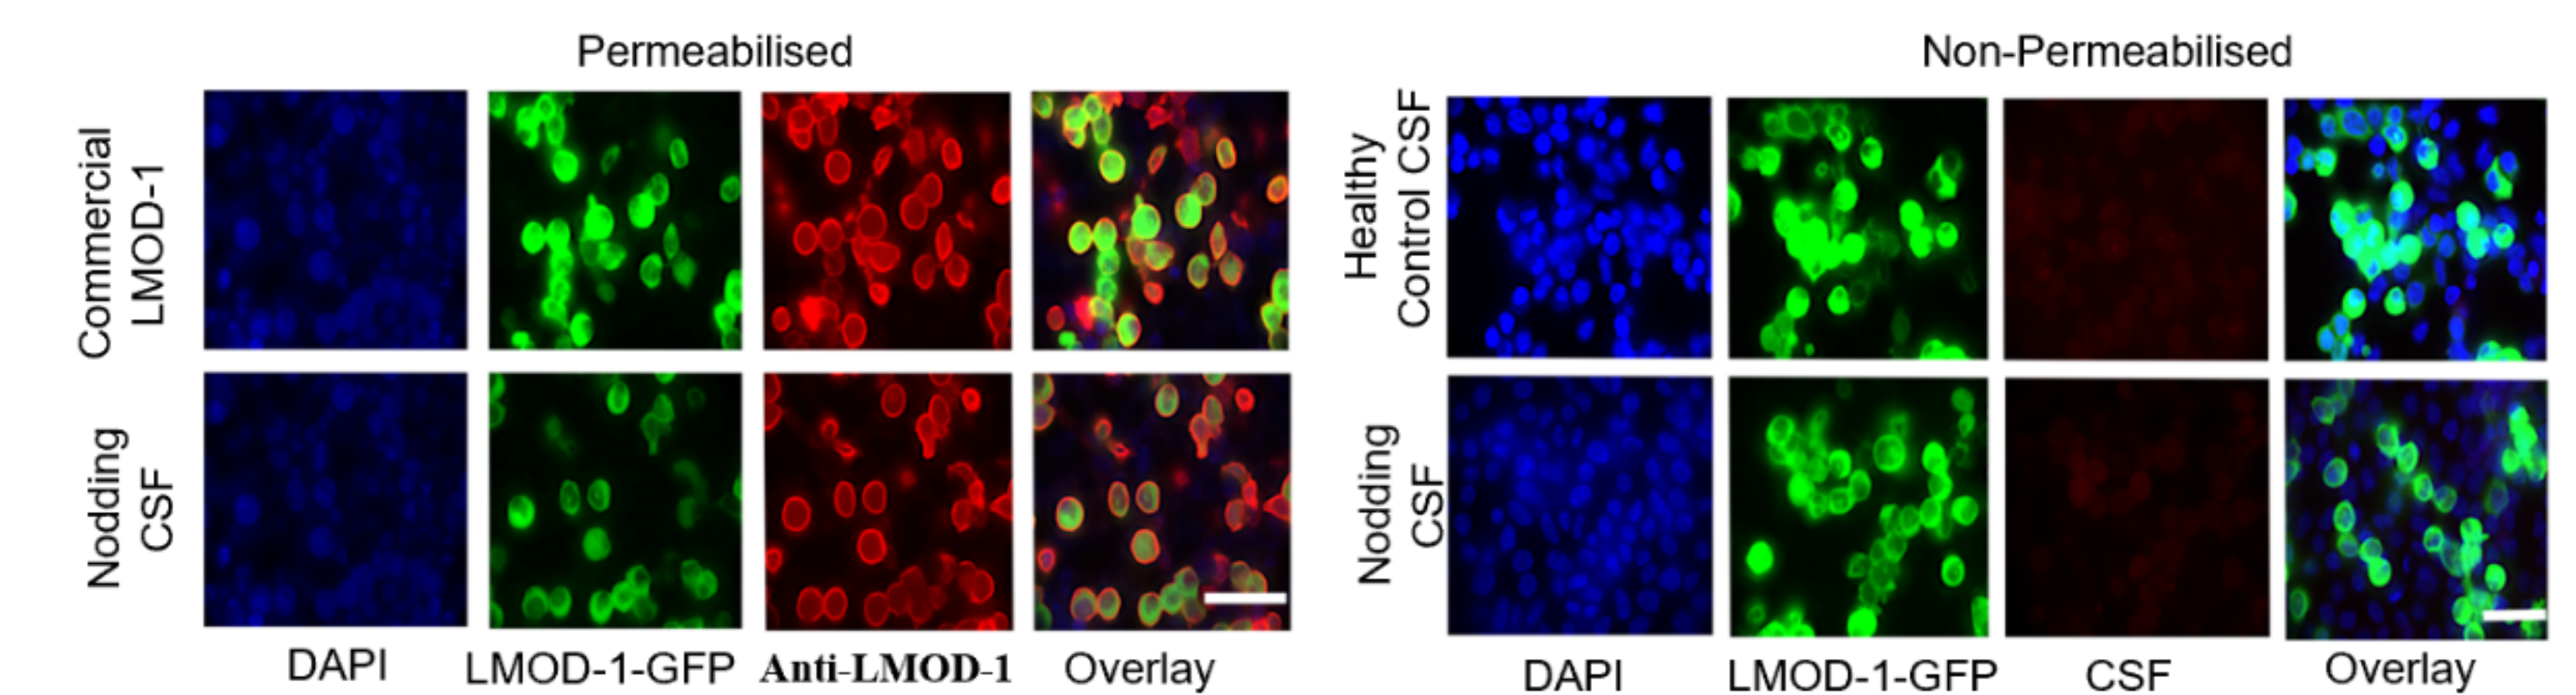 Permeabilised
Non-Permeabilised
Commercial
LMOD-1
Healthy
Control CSF
Nodding
CSF
Nodding
CSF
DAPI
LMOD-1-GFP
Anti-LMOD-1
Overlay
DAPI
LMOD-1-GFP
CSF
Overlay